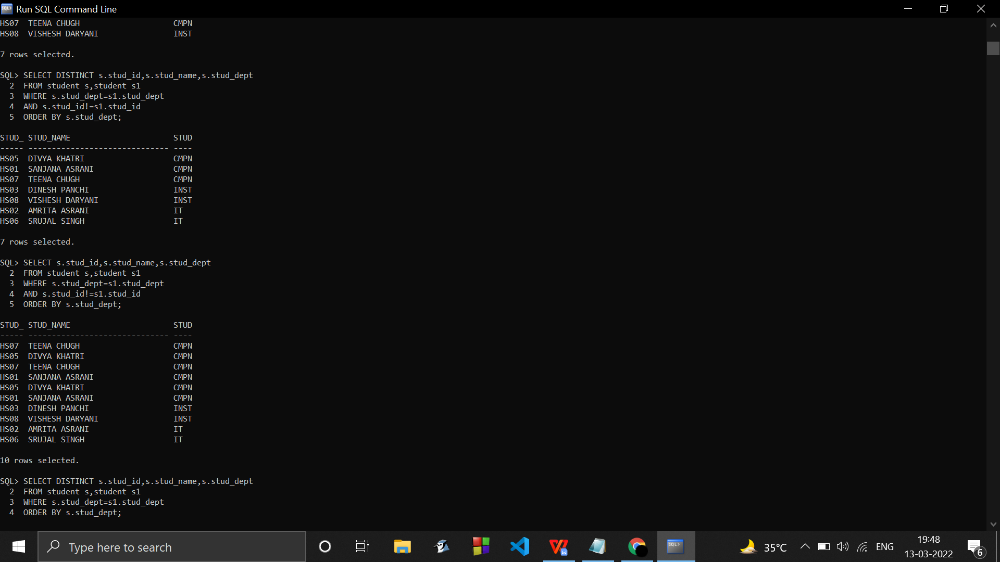 Run SQL Command Line
HS07  TEENA CHUGH                    CMPN
HS08  VISHESH DARYANI                INST
7 rows selected.
SQL> SELECT DISTINCT s.stud_id,s.stud_name,s.stud_dept
  2  FROM student s,student s1
  3  WHERE s.stud_dept=s1.stud_dept
  4  AND s.stud_id!=s1.stud_id
  5  ORDER BY s.stud_dept;
STUD_ STUD_NAME                      STUD
----- ------------------------------ ----
HS05  DIVYA KHATRI                   CMPN
HS01  SANJANA ASRANI                 CMPN
HS07  TEENA CHUGH                    CMPN
HS03  DINESH PANCHI                  INST
HS08  VISHESH DARYANI                INST
HS02  AMRITA ASRANI                  IT
HS06  SRUJAL SINGH                   IT
7 rows selected.
SQL> SELECT s.stud_id,s.stud_name,s.stud_dept
  2  FROM student s,student s1
  3  WHERE s.stud_dept=s1.stud_dept
  4  AND s.stud_id!=s1.stud_id
  5  ORDER BY s.stud_dept;
STUD_ STUD_NAME                      STUD
----- ------------------------------ ----
HS07  TEENA CHUGH                    CMPN
HS05  DIVYA KHATRI                   CMPN
HS07  TEENA CHUGH                    CMPN
HS01  SANJANA ASRANI                 CMPN
HS05  DIVYA KHATRI                   CMPN
HS01  SANJANA ASRANI                 CMPN
HS03  DINESH PANCHI                  INST
HS08  VISHESH DARYANI                INST
HS02  AMRITA ASRANI                  IT
HS06  SRUJAL SINGH                   IT
10 rows selected.
SQL> SELECT DISTINCT s.stud_id,s.stud_name,s.stud_dept
  2  FROM student s,student s1
  3  WHERE s.stud_dept=s1.stud_dept
  4  ORDER BY s.stud_dept;
Type here to search
35°C
ENG
19:48
13-03-2022
6